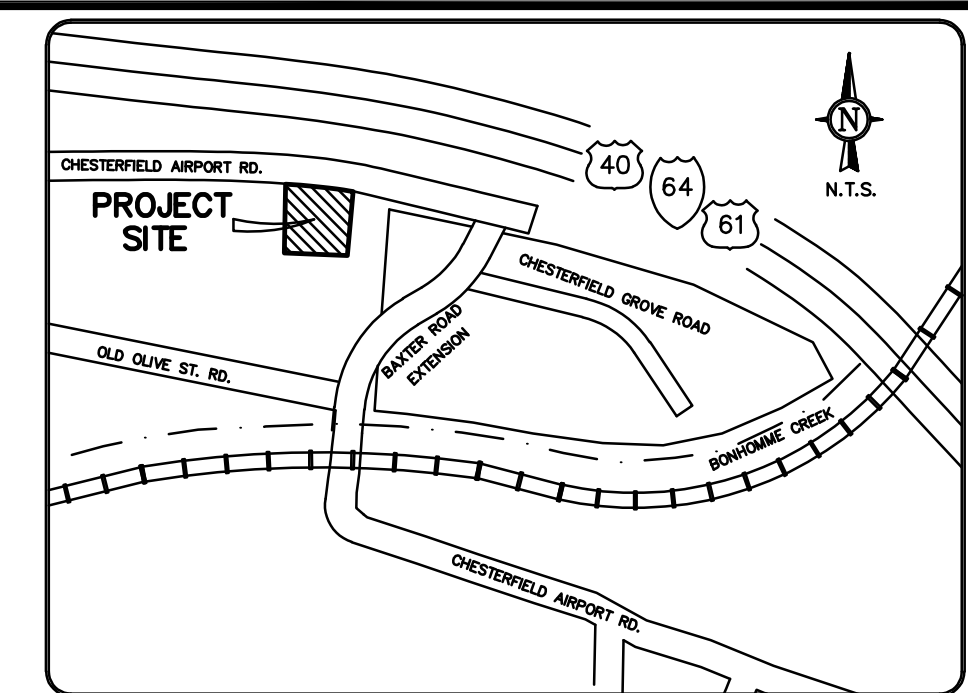 CHESTERFIELD AIRPORT RD.
PROJECT
SITE
40
64
61
N
N.T.S.
CHESTERFIELD GROVE ROAD
BAXTER ROAD
EXTENSION
OLD OLIVE ST. RD.
BONHOMME CREEK
CHESTERFIELD AIRPORT RD.